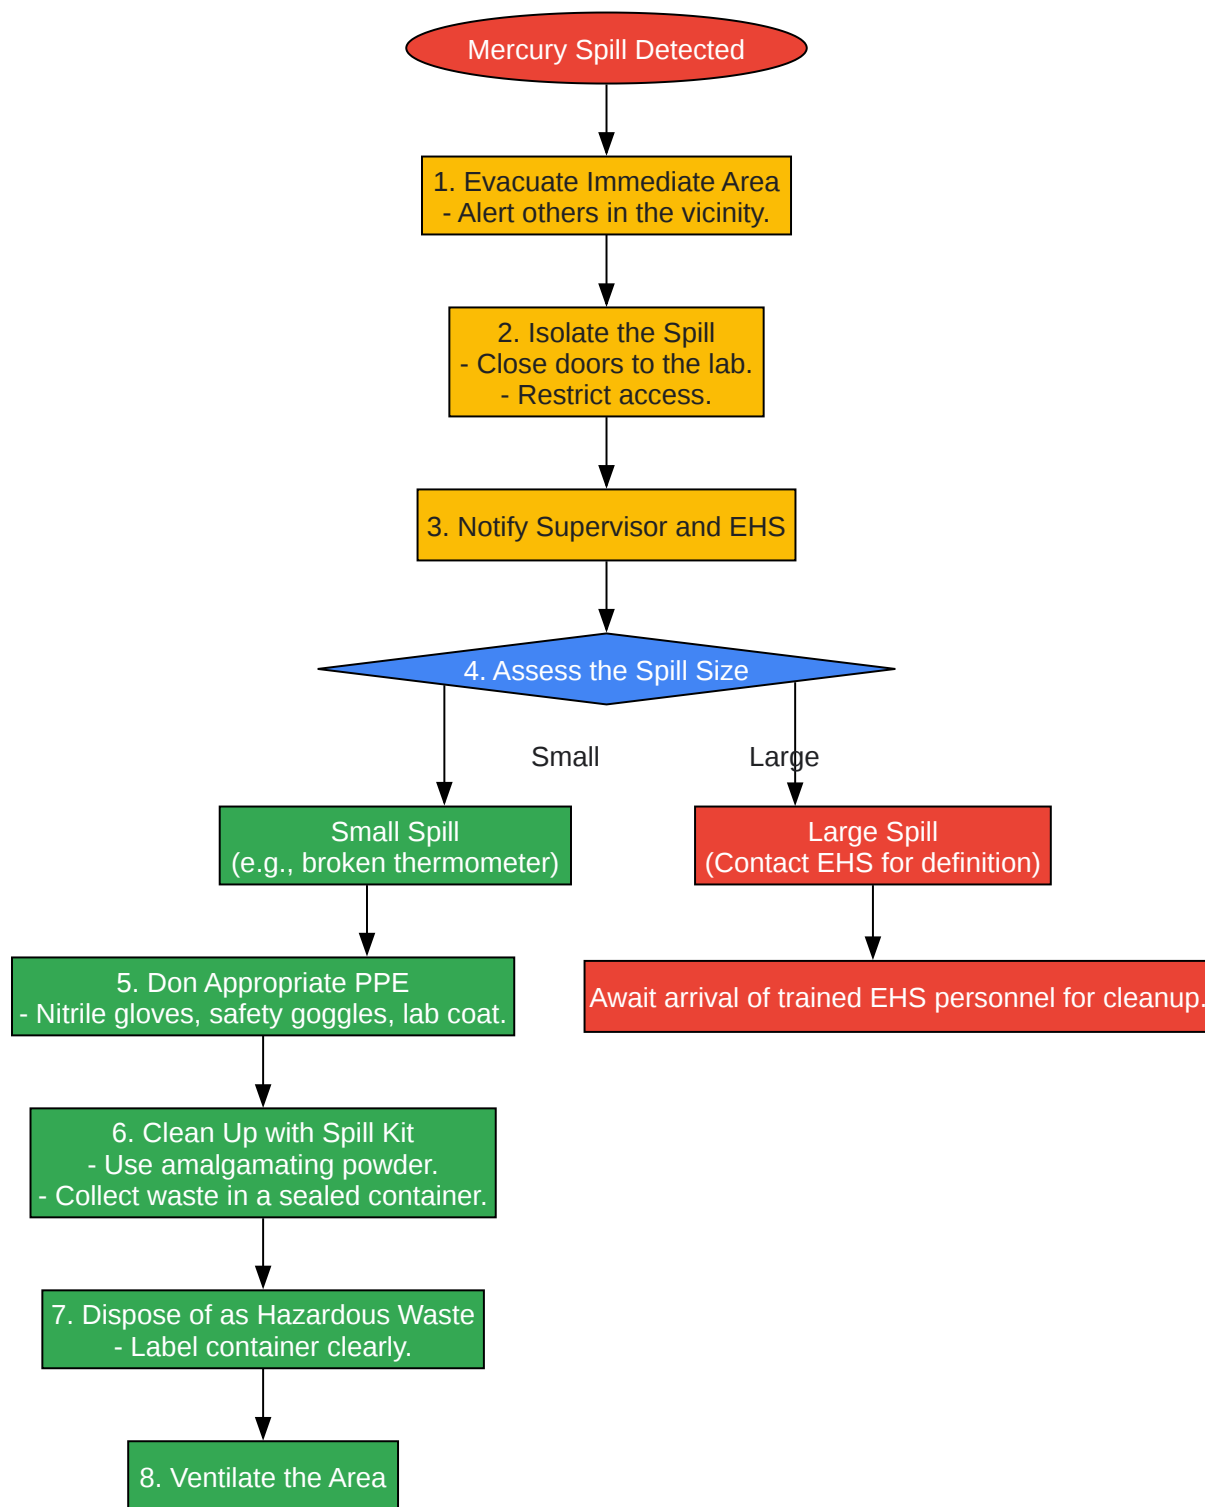 Mercury Spill Detected
1. Evacuate Immediate Area
- Alert others in the vicinity.
2. Isolate the Spill
- Close doors to the lab.
- Restrict access.
3. Notify Supervisor and EHS
4. Assess the Spill Size
Small
Large
Small Spill
(e.g., broken thermometer)
Large Spill
(Contact EHS for definition)
5. Don Appropriate PPE
- Nitrile gloves, safety goggles, lab coat.
Await arrival of trained EHS personnel for cleanup.
6. Clean Up with Spill Kit
- Use amalgamating powder.
- Collect waste in a sealed container.
7. Dispose of as Hazardous Waste
- Label container clearly.
8. Ventilate the Area